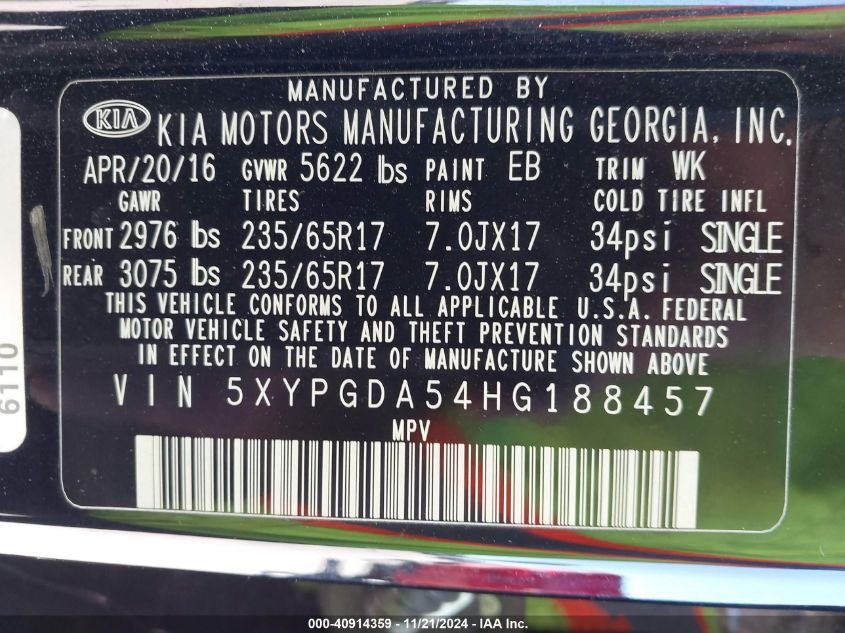 MANUFACTURED BY
KIA KIA MOTORS MANUFACTURING GEORGIA, INC.
APR/20/16 GVWR 5622 lbs PAINT EB TRIM WK
GAWR TIRES RIMS COLD TIRE INFL
FRONT 2976 lbs 235/65R17 7.0JX17 34psi SINGLE
REAR 3075 lbs 235/65R17 7.0JX17 34psi SINGLE
THIS VEHICLE CONFORMS TO ALL APPLICABLE U.S.A. FEDERAL
MOTOR VEHICLE SAFETY AND THEFT PREVENTION STANDARDS
IN EFFECT ON THE DATE OF MANUFACTURE SHOWN ABOVE
VIN 5XYPGDA54HG188457
MPV
6110
000-40914359 - 11/21/2024 - IAA Inc.